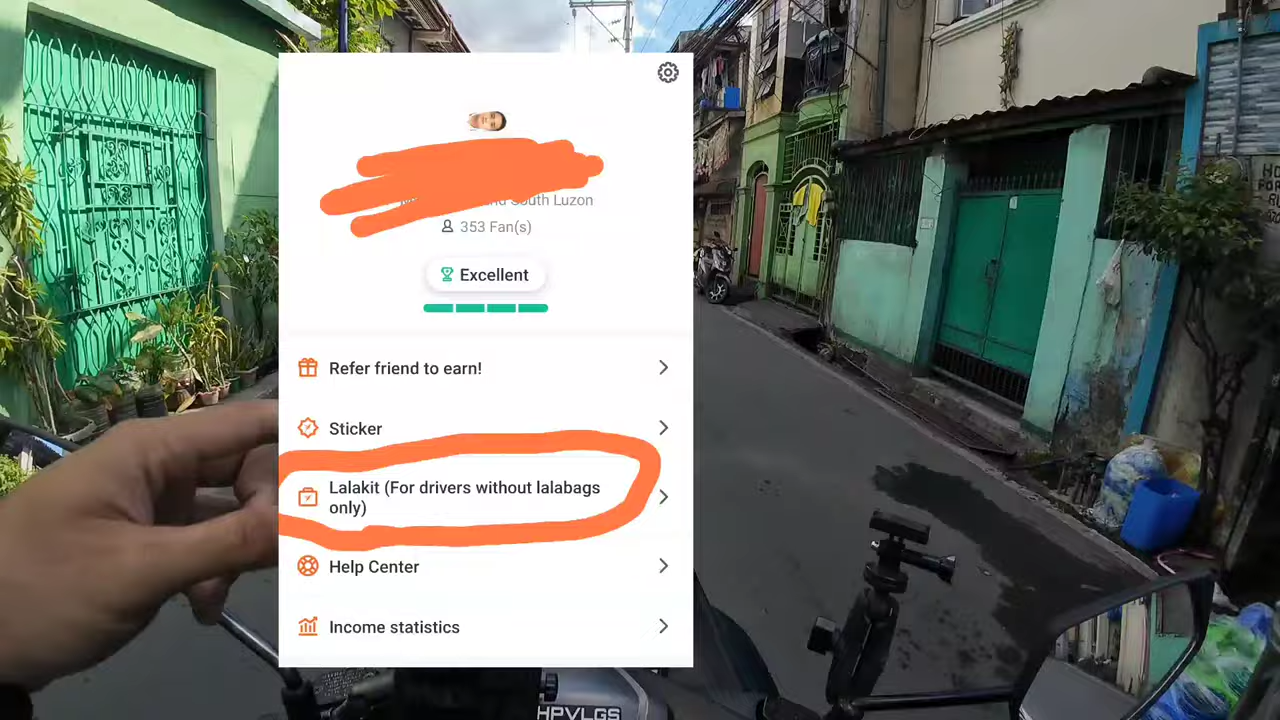 South Luzon
353 Fan(s)
Excellent
Refer friend to earn!
Sticker
Lalakit (For drivers without lalabags
only)
Help Center
Income statistics
HPVLGS